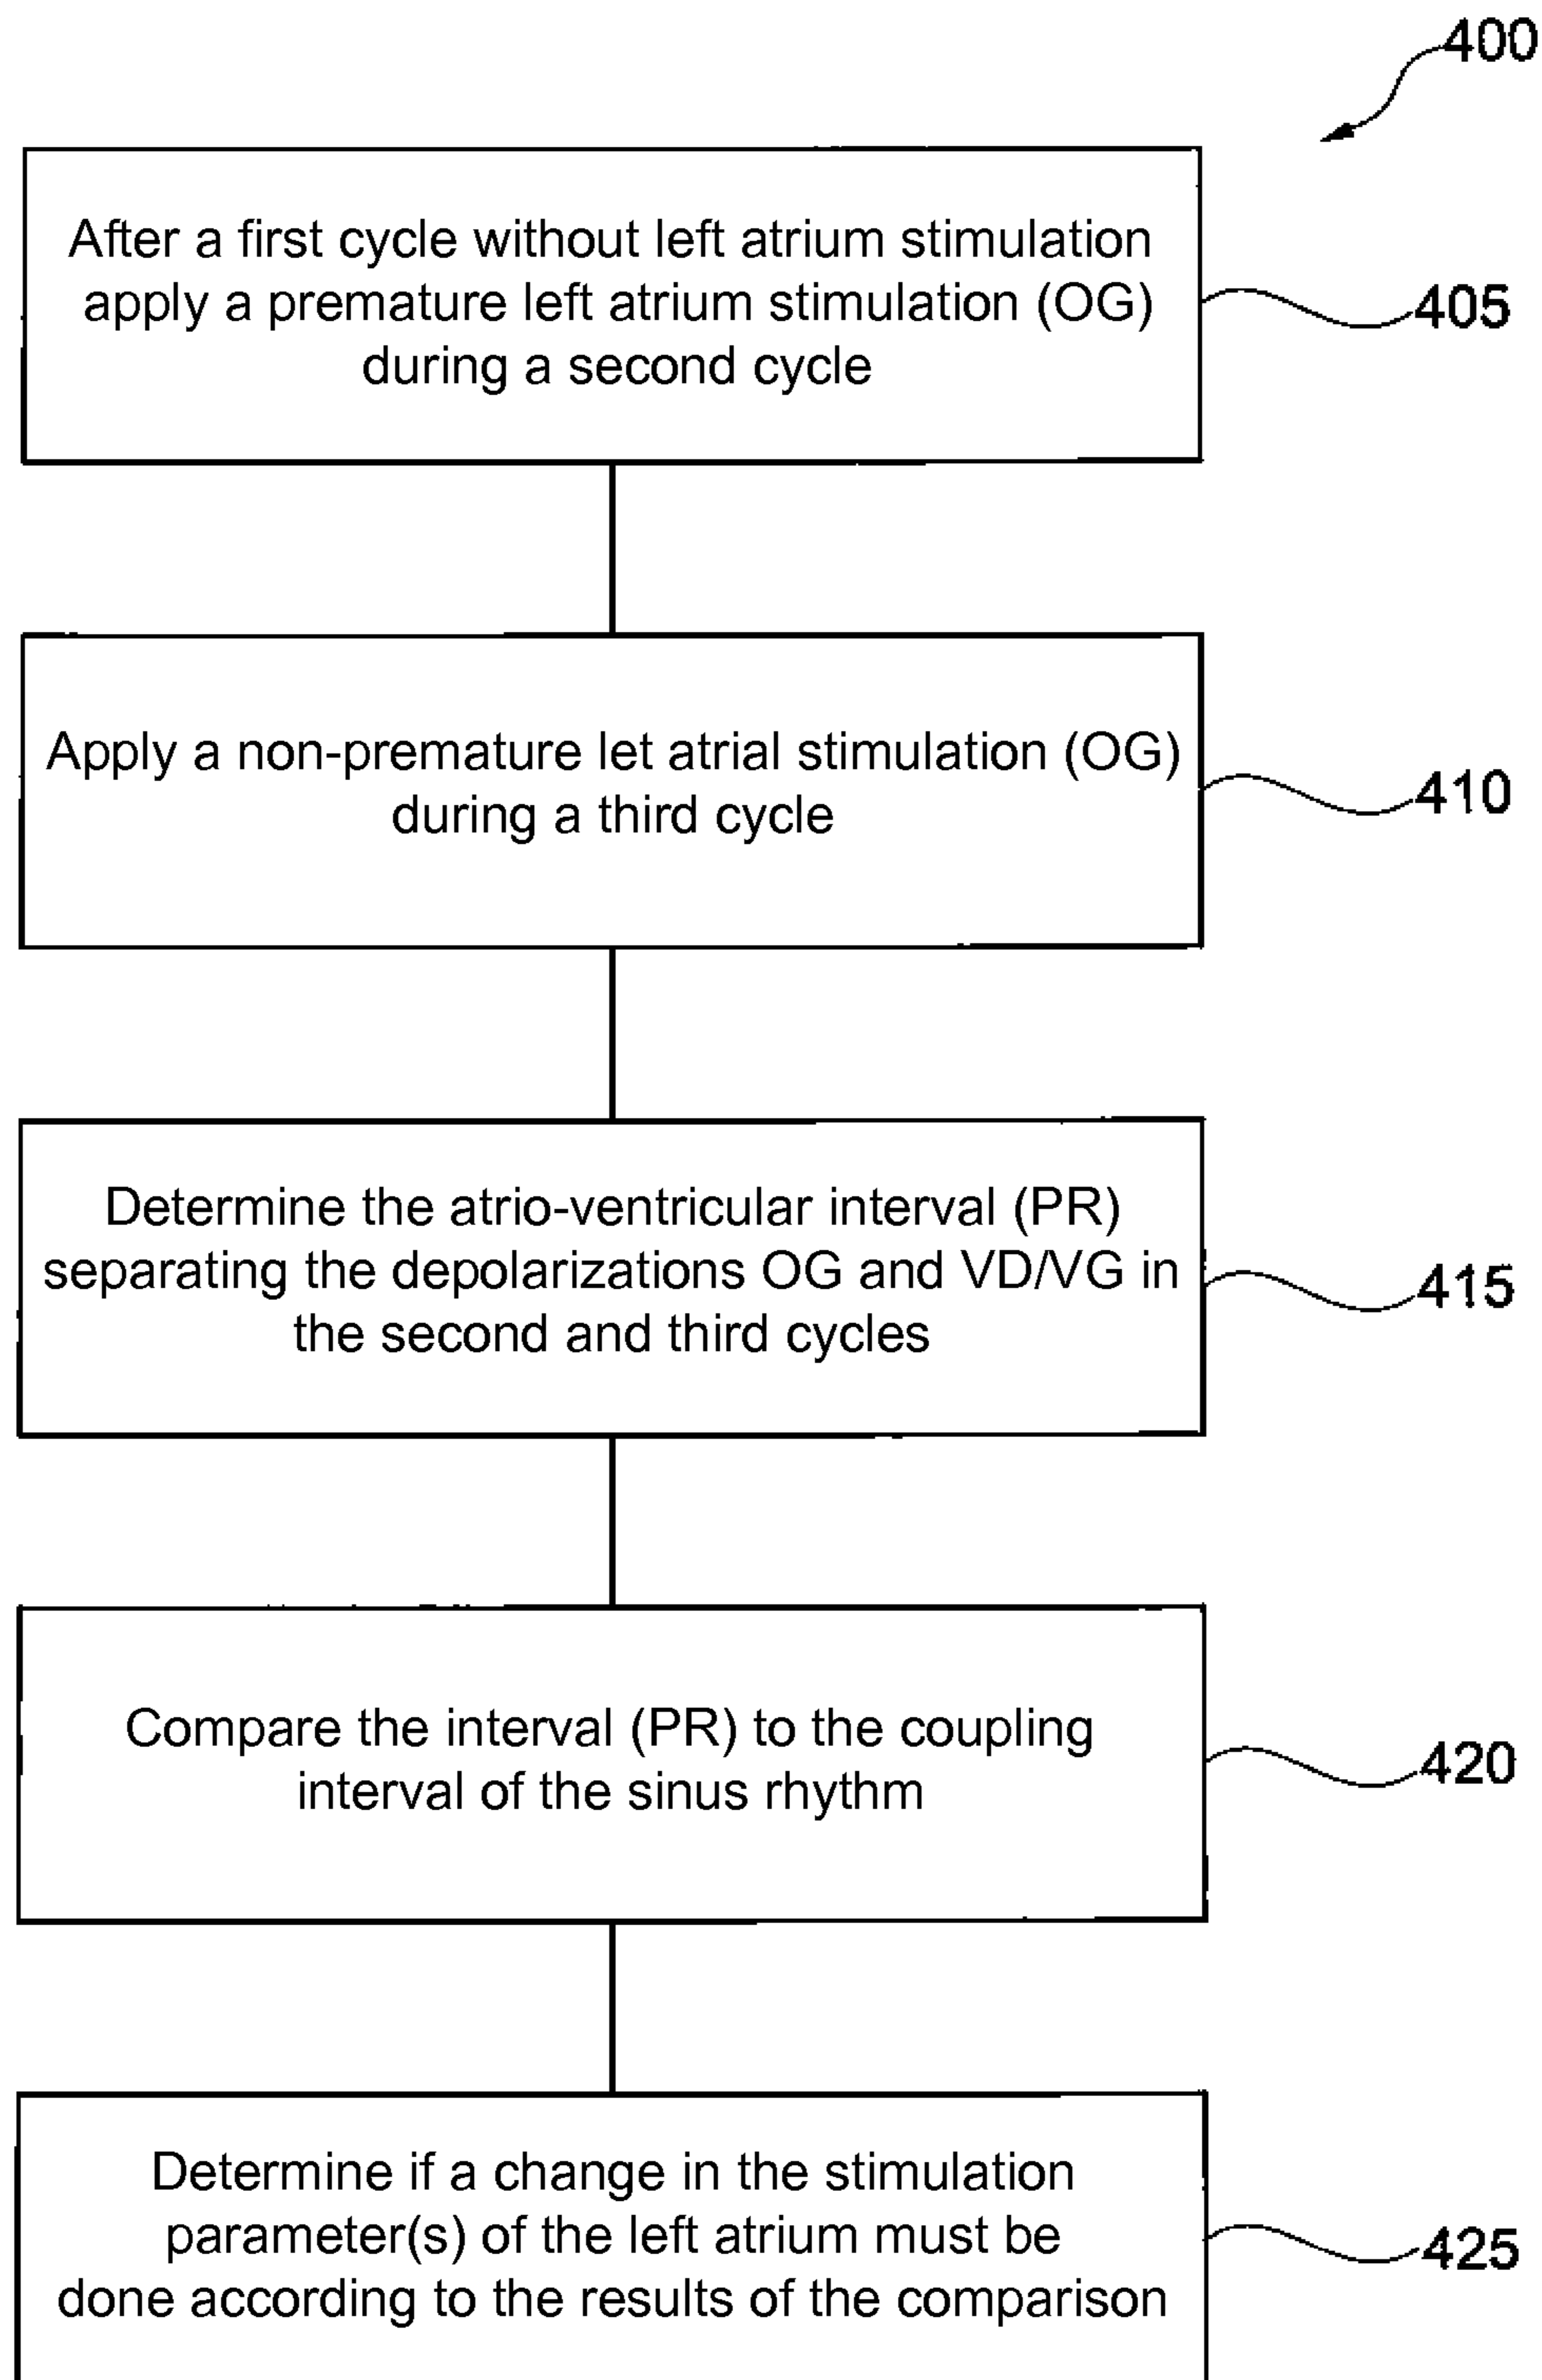 400
After a first cycle without left atrium stimulation
apply a premature left atrium stimulation (OG)
during a second cycle
405
Apply a non-premature let atrial stimulation (OG)
during a third cycle
410
Determine the atrio-ventricular interval (PR)
separating the depolarizations OG and VD/VG in
the second and third cycles
415
Compare the interval (PR) to the coupling
interval of the sinus rhythm
420
Determine if a change in the stimulation
parameter(s) of the left atrium must be
done according to the results of the comparison
425